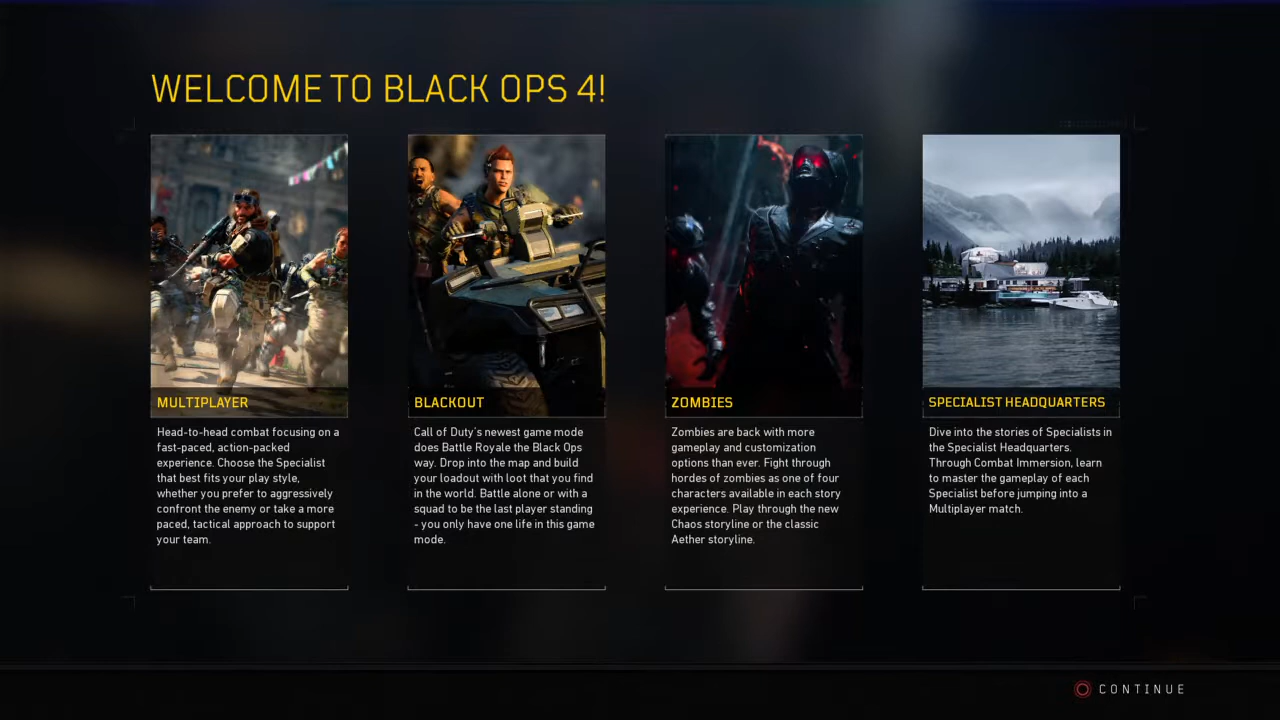 WELCOME TO BLACK OPS 4!
MULTIPLAYER
Head-to-head combat focusing on a
fast-paced, action-packed
experience. Choose the Specialist
that best fits your play style,
whether you prefer to aggressively
confront the enemy or take a more
paced, tactical approach to support
your team.
BLACKOUT
Call of Duty's newest game mode
does Battle Royale the Black Ops
way. Drop into the map and build
your loadout with loot that you find
in the world. Battle alone or with a
squad to be the last player standing
- you only have one life in this game
mode.
ZOMBIES
Zombies are back with more
gameplay and customization
options than ever. Fight through
hordes of zombies as one of four
characters available in each story
experience. Play through the new
Chaos storyline or the classic
Aether storyline.
SPECIALIST HEADQUARTERS
Dive into the stories of Specialists in
the Specialist Headquarters.
Through Combat Immersion, learn
to master the gameplay of each
Specialist before jumping into a
Multiplayer match.
CONTINUE